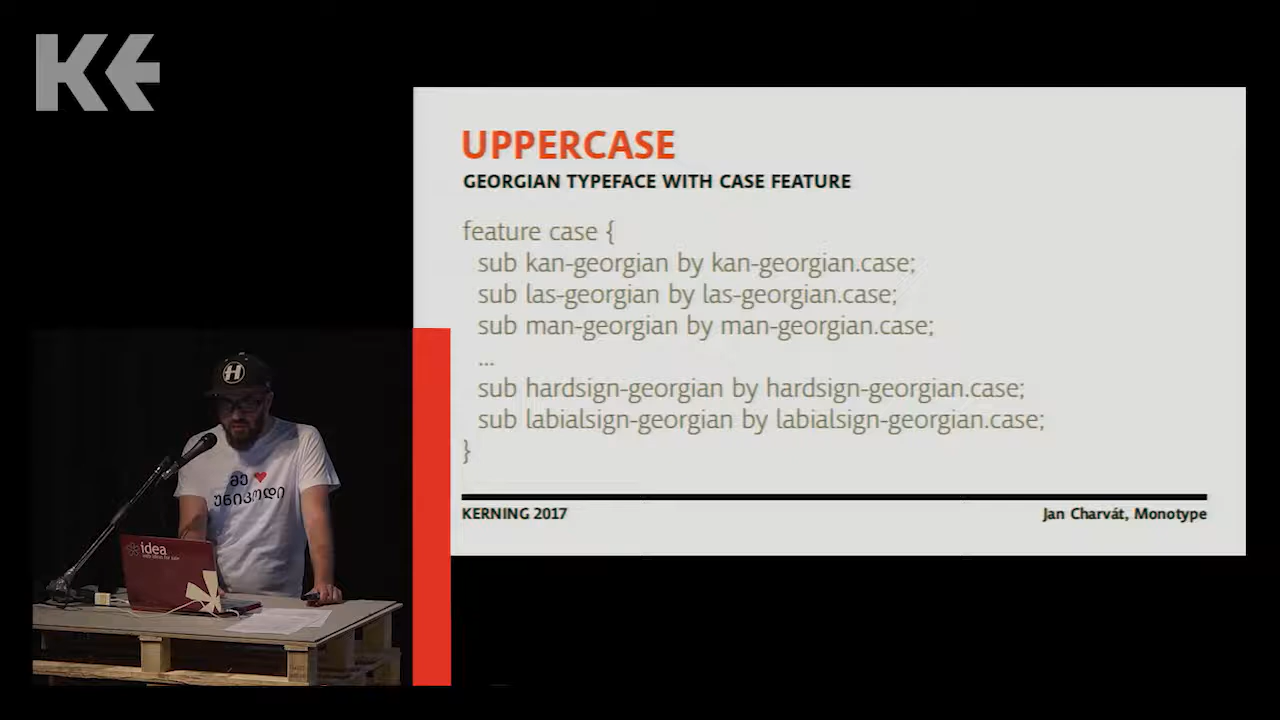 KE
UPPERCASE
GEORGIAN TYPEFACE WITH CASE FEATURE
feature case {
sub kan-georgian by kan-georgian.case;
sub las-georgian by las-georgian.case;
sub man-georgian by man-georgian.case;
...
sub hardsign-georgian by hardsign-georgian.case;
sub labialsign-georgian by labialsign-georgian.case;
}
KERNING 2017
Jan Charvát, Monotype
H
მე
უნიკოდი
idea